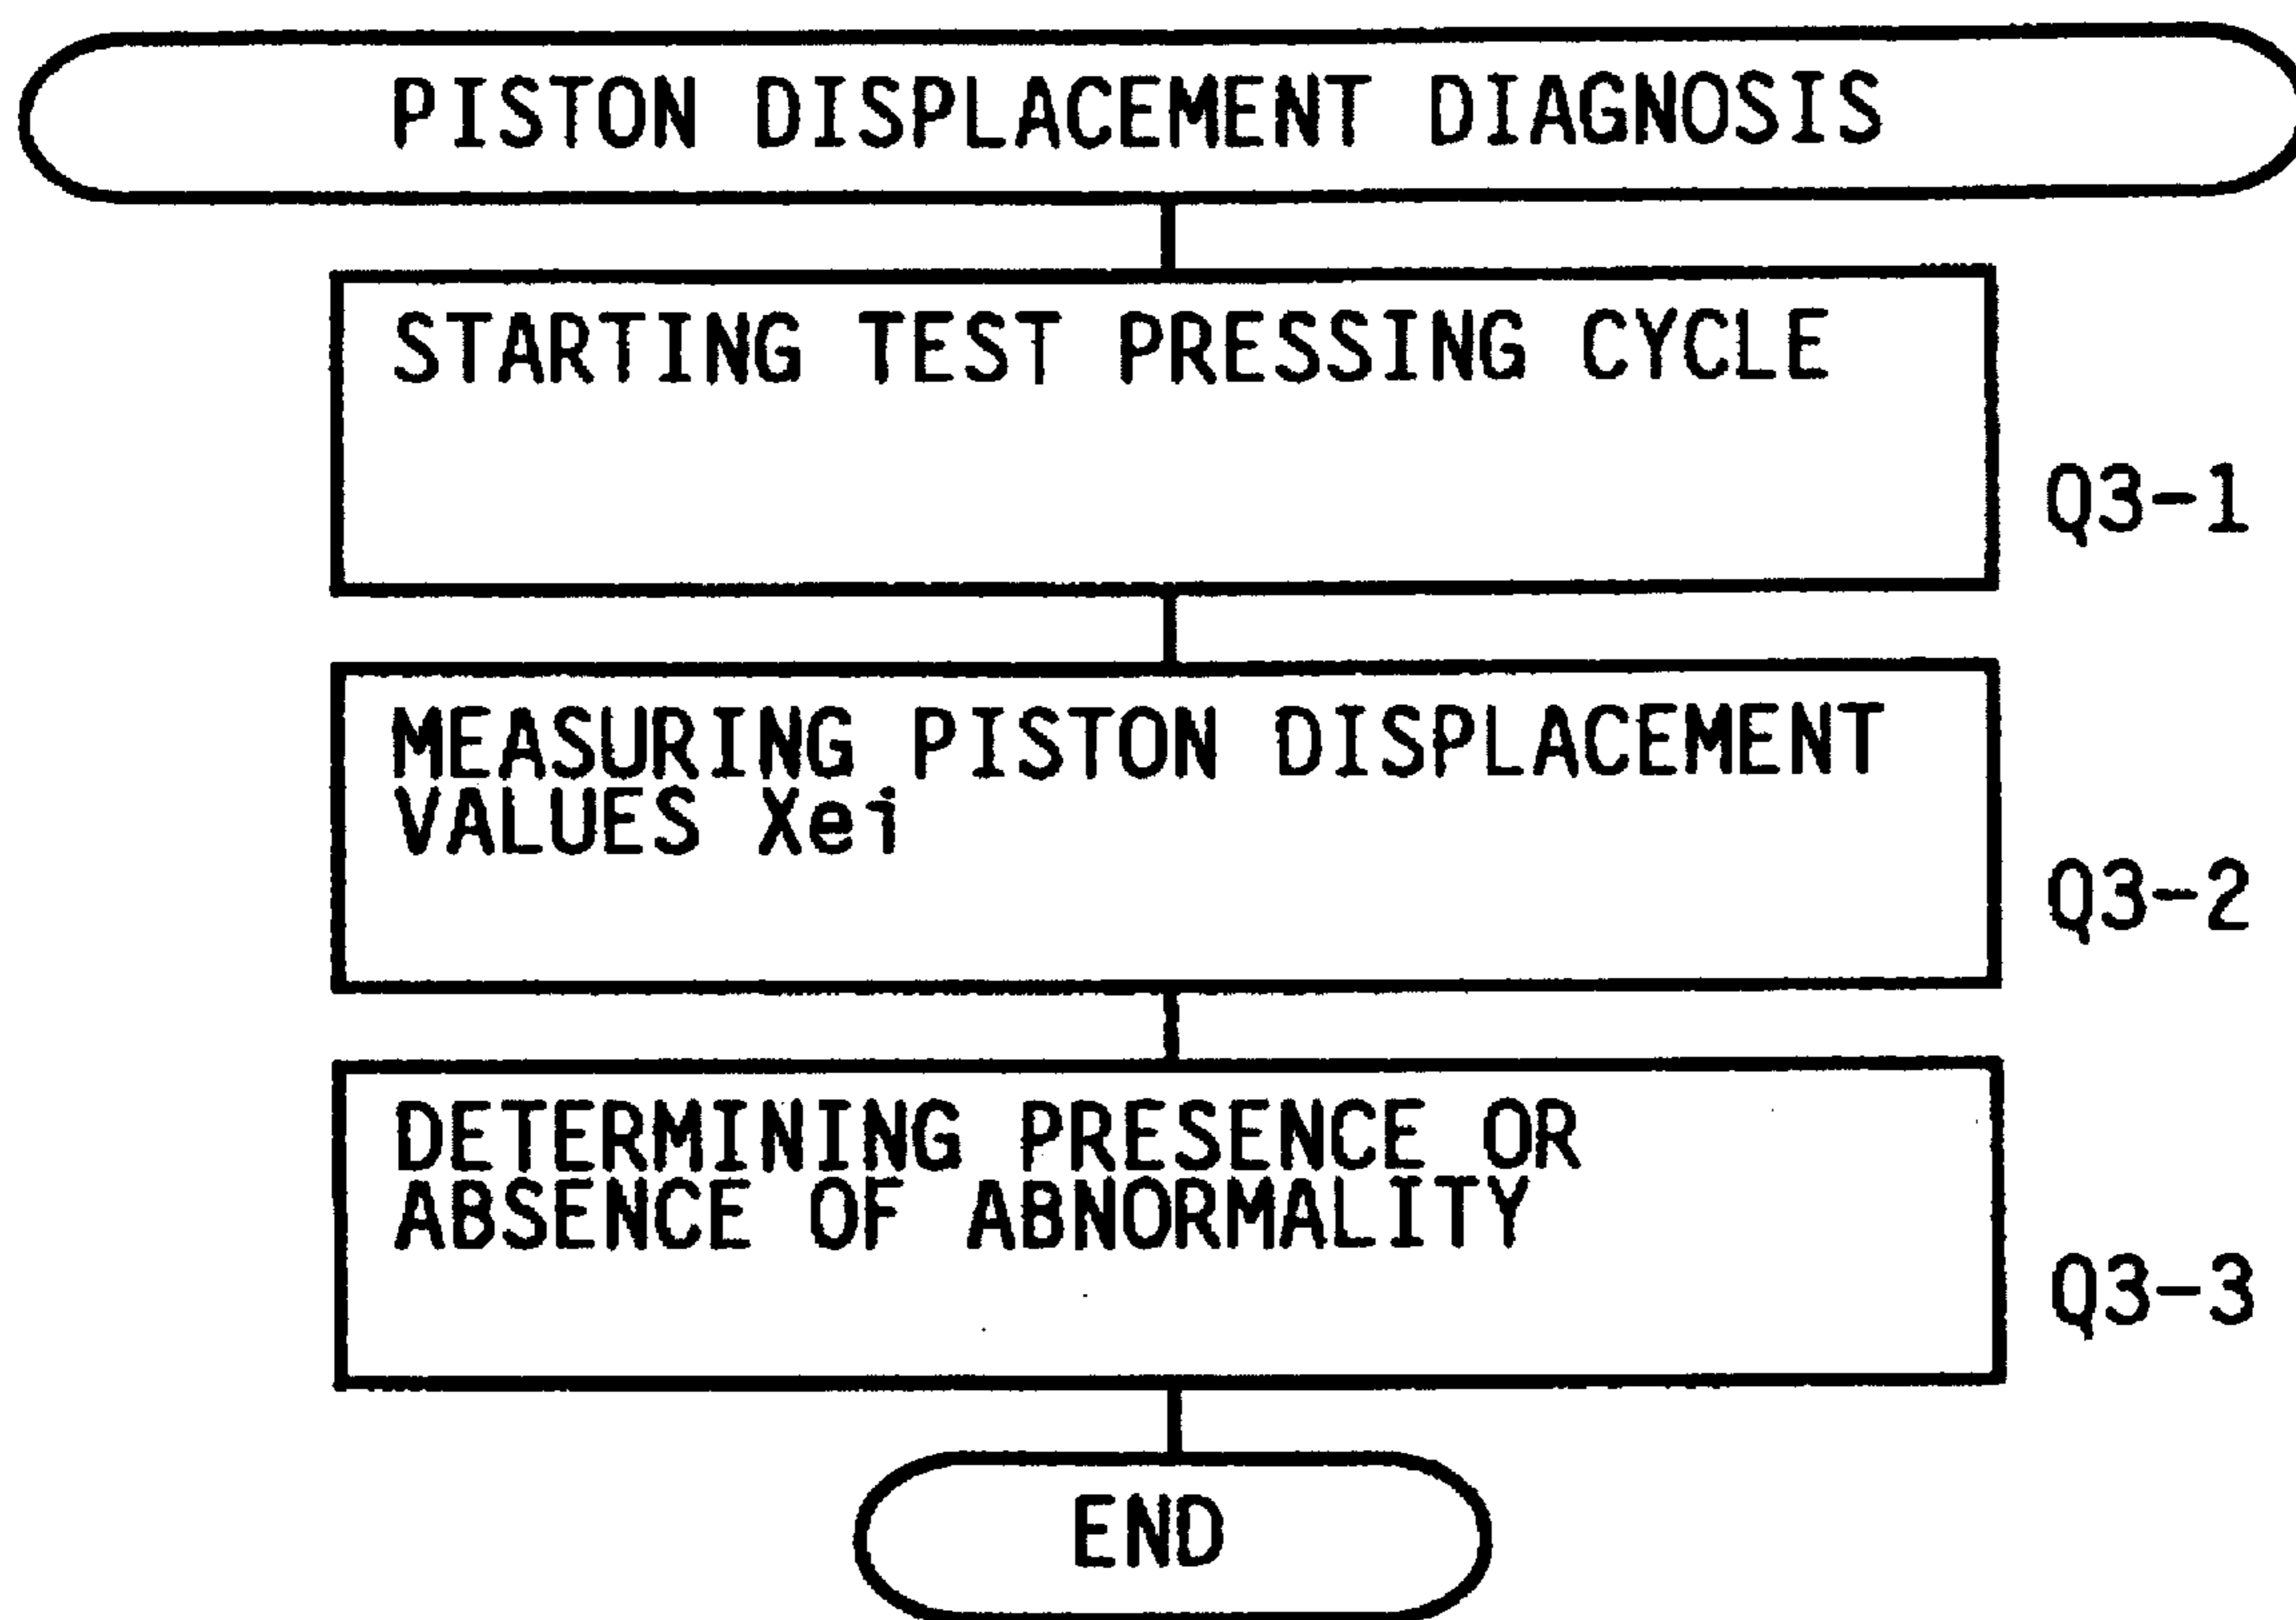 PISTON DISPLACEMENT DIAGNOSIS
STARTING TEST PRESSING CYCLE
Q3-1
MEASURING PISTON DISPLACEMENT
VALUES Xei
Q3-2
DETERMINING PRESENCE OR
ABSENCE OF ABNORMALITY
Q3-3
END